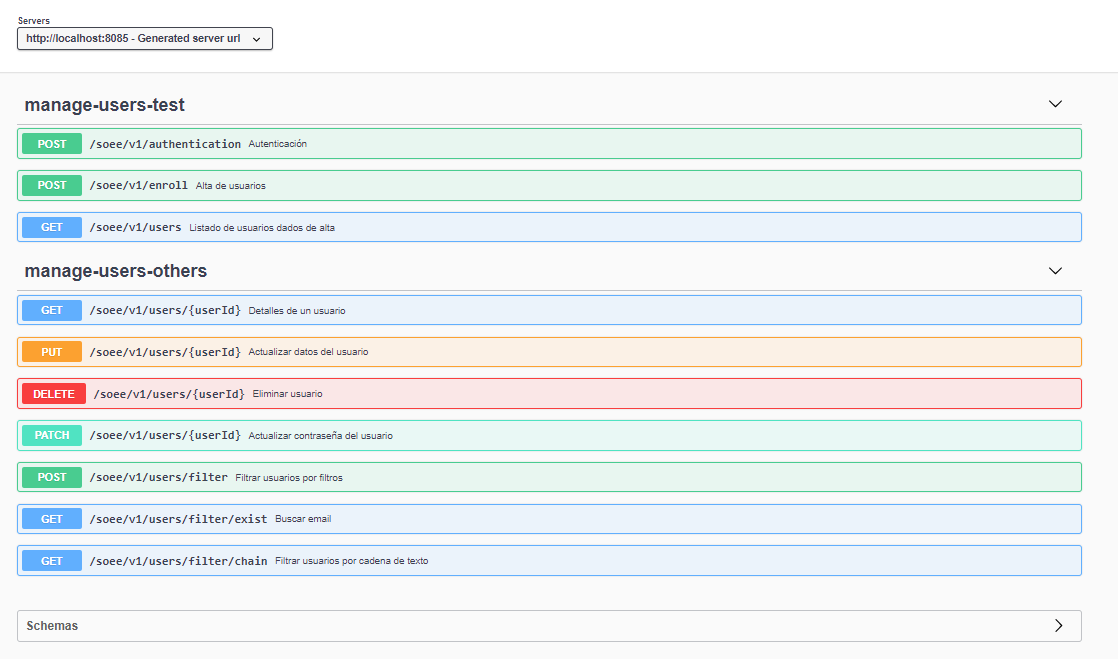 Servers
http://localhost:8085 - Generated server url
manage-users-test
POST /soee/v1/authentication Autenticación
POST /soee/v1/enroll Alta de usuarios
GET /soee/v1/users Listado de usuarios dados de alta
manage-users-others
GET /soee/v1/users/{userId} Detalles de un usuario
PUT /soee/v1/users/{userId} Actualizar datos del usuario
DELETE /soee/v1/users/{userId} Eliminar usuario
PATCH /soee/v1/users/{userId} Actualizar contraseña del usuario
POST /soee/v1/users/filter Filtrar usuarios por filtros
GET /soee/v1/users/filter/exist Buscar email
GET /soee/v1/users/filter/chain Filtrar usuarios por cadena de texto
Schemas